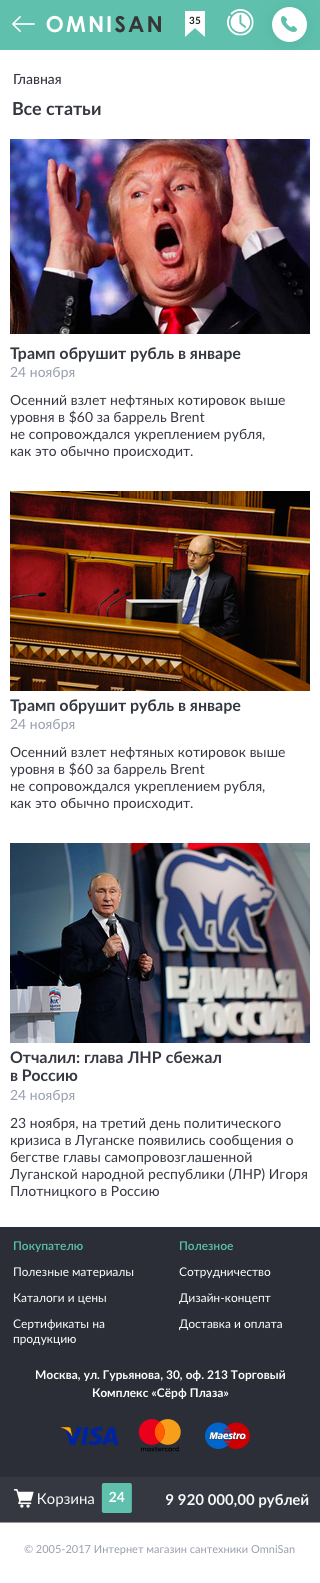 OMNISAN
35
Главная
Все статьи
Трамп обрушит рубль в январе
24 ноября
Осенний взлет нефтяных котировок выше
уровня в $60 за баррель Brent
не сопровождался укреплением рубля,
как это обычно происходит.
Трамп обрушит рубль в январе
24 ноября
Осенний взлет нефтяных котировок выше
уровня в $60 за баррель Brent
не сопровождался укреплением рубля,
как это обычно происходит.
ЕДИНАЯ
РОССИЯ
Отчалил: глава ЛНР сбежал
в Россию
24 ноября
23 ноября, на третий день политического
кризиса в Луганске появились сообщения о
бегстве главы самопровозглашенной
Луганской народной республики (ЛНР) Игоря
Плотницкого в Россию
Покупателю
Полезные материалы
Каталоги и цены
Сертификаты на
продукцию
Полезное
Сотрудничество
Дизайн-концепт
Доставка и оплата
Москва, ул. Гурьянова, 30, оф. 213 Торговый
Комплекс «Сёрф Плаза»
VISA
mastercard
Maestro
Корзина 24 9 920 000,00 рублей
© 2005-2017 Интернет магазин сантехники OmniSan